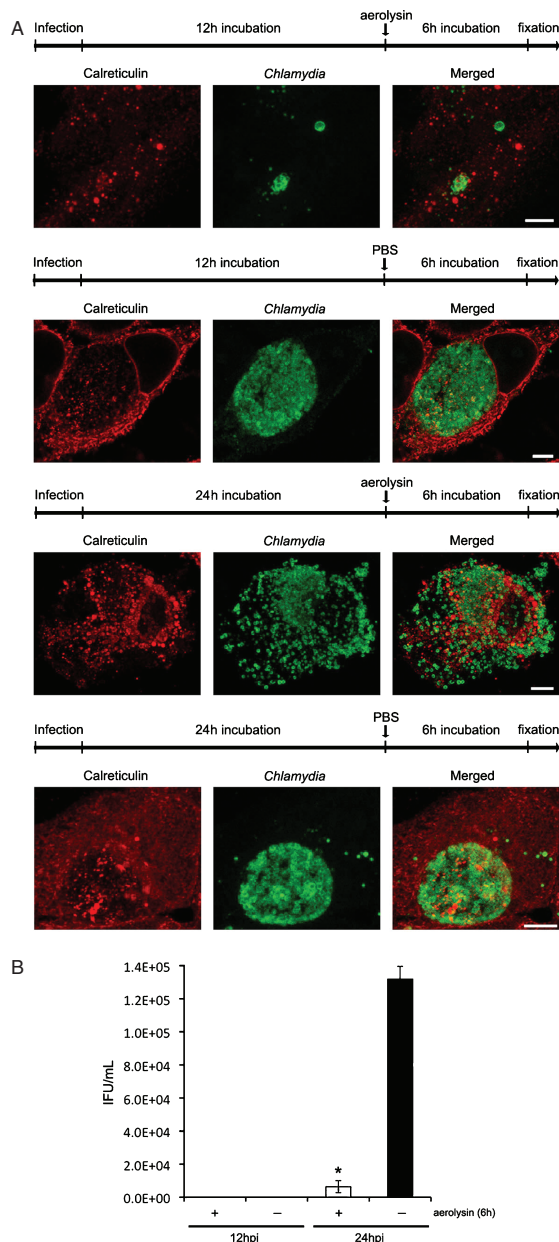 A
aerolysin
Infection 12h incubation 6h incubation fixation
Calreticulin Chlamydia Merged
PBS
Infection 12h incubation 6h incubation fixation
Calreticulin Chlamydia Merged
aerolysin
Infection 24h incubation 6h incubation fixation
Calreticulin Chlamydia Merged
PBS
Infection 24h incubation 6h incubation fixation
Calreticulin Chlamydia Merged
B
1.4E+05
1.2E+05
1.0E+05
8.0E+04
6.0E+04
4.0E+04
2.0E+04
0.0E+00
IFU/mL
*
+ – + – aerolysin (6h)
12hpi 24hpi